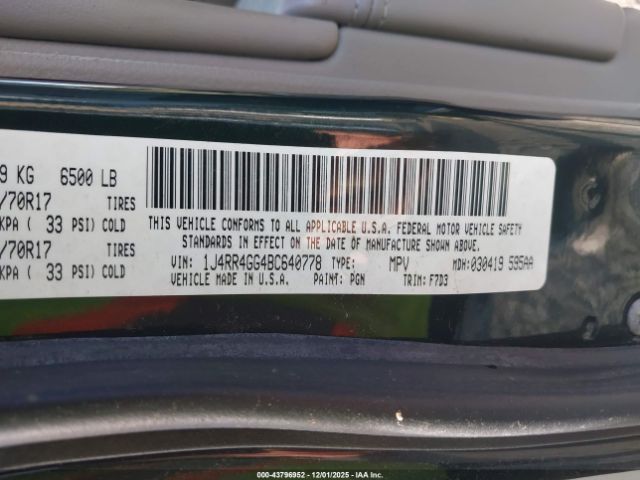 9 KG 6500 LB
/70R17 TIRES
KPA ( 33 PSI) COLD
/70R17 TIRES
KPA ( 33 PSI) COLD
THIS VEHICLE CONFORMS TO ALL APPLICABLE U.S.A. FEDERAL MOTOR VEHICLE SAFETY
STANDARDS IN EFFECT ON THE DATE OF MANUFACTURE SHOWN ABOVE.
VIN: 1J4RR4GG4BC640778 TYPE: MPV MDH:030419 595AA
VEHICLE MADE IN U.S.A. PAINT: PGN TRIM: F7D3
000-43796952 - 12/01/2025 - IAA Inc.